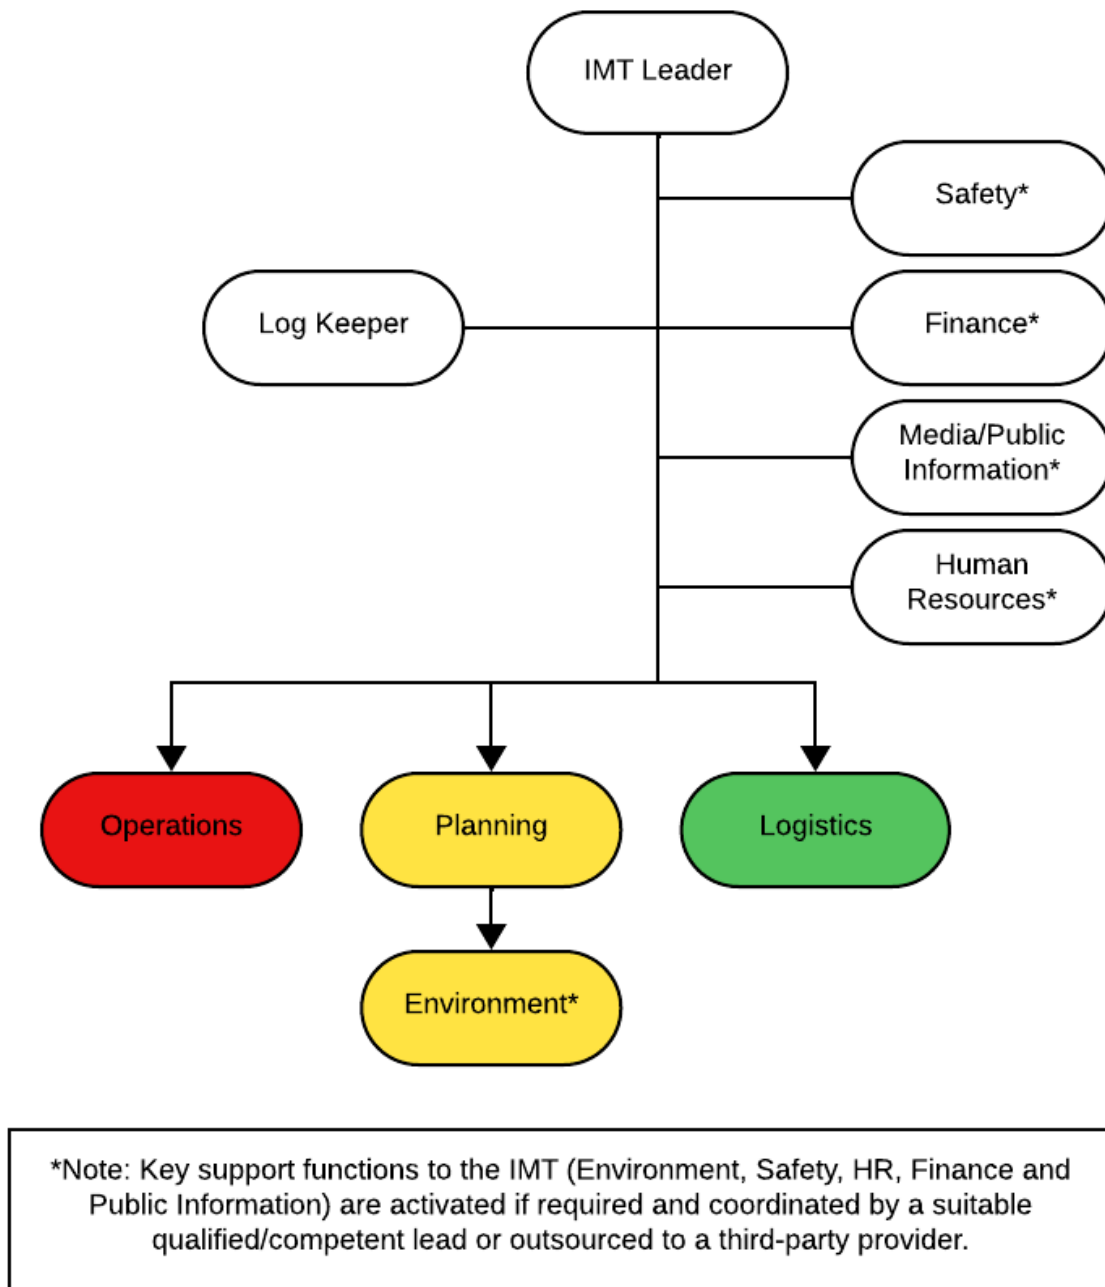 IMT Leader
Safety*
Log Keeper
Finance*
Media/Public
Information*
Human
Resources*
Operations
Planning
Logistics
Environment*
*Note: Key support functions to the IMT (Environment, Safety, HR, Finance and
Public Information) are activated if required and coordinated by a suitable
qualified/competent lead or outsourced to a third-party provider.